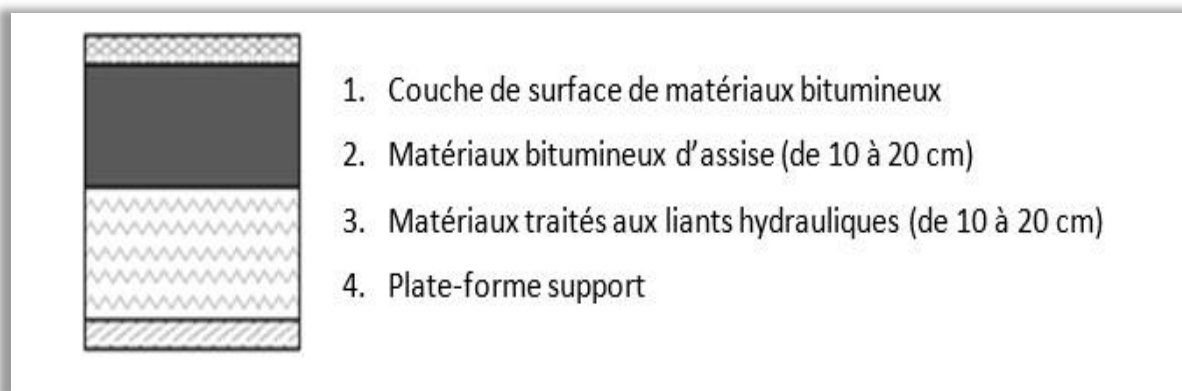 1. Couche de surface de matériaux bitumineux
2. Matériaux bitumineux d’assise (de 10 à 20 cm)
3. Matériaux traités aux liants hydrauliques (de 10 à 20 cm)
4. Plate-forme support